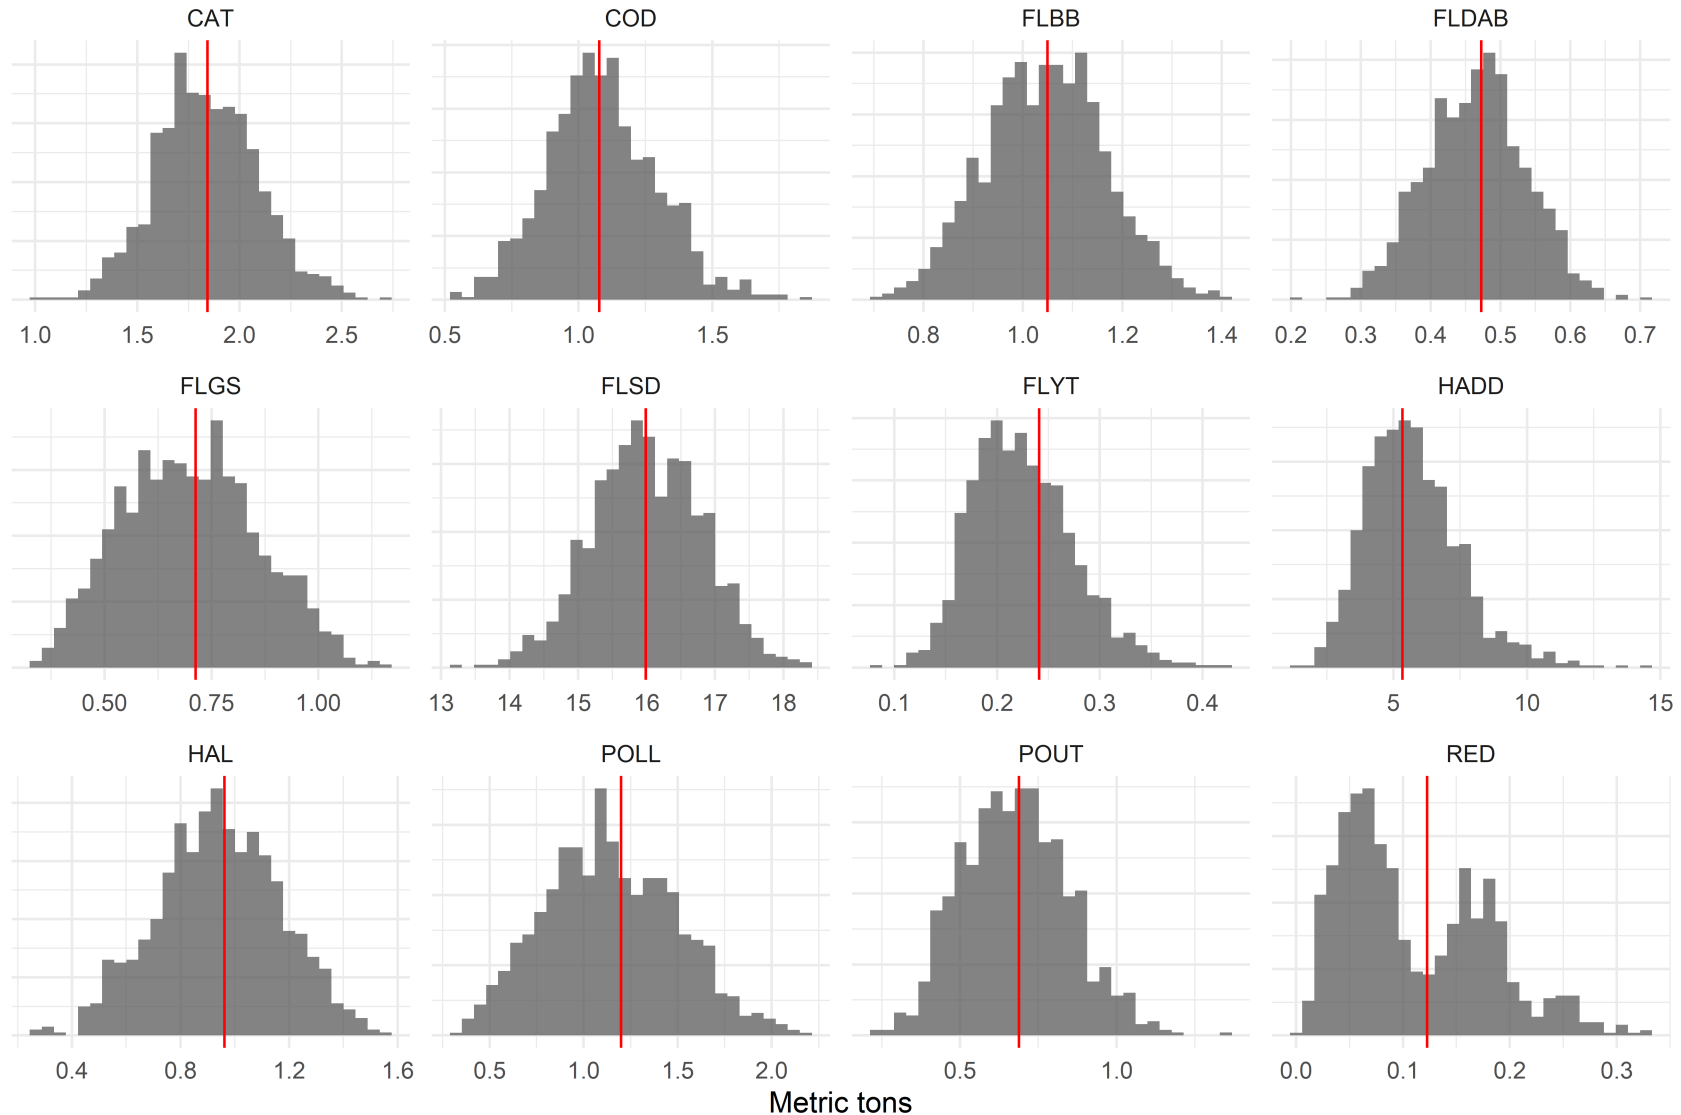 CAT COD FLBB FLDAB
1.0 1.5 2.0 2.5 0.5 1.0 1.5 0.8 1.0 1.2 1.4 0.2 0.3 0.4 0.5 0.6 0.7
FLGS FLSD FLYT HADD
0.50 0.75 1.00 13 14 15 16 17 18 0.1 0.2 0.3 0.4 5 10 15
HAL POLL POUT RED
0.4 0.8 1.2 1.6 0.5 1.0 1.5 2.0 0.5 1.0 0.0 0.1 0.2 0.3
Metric tons